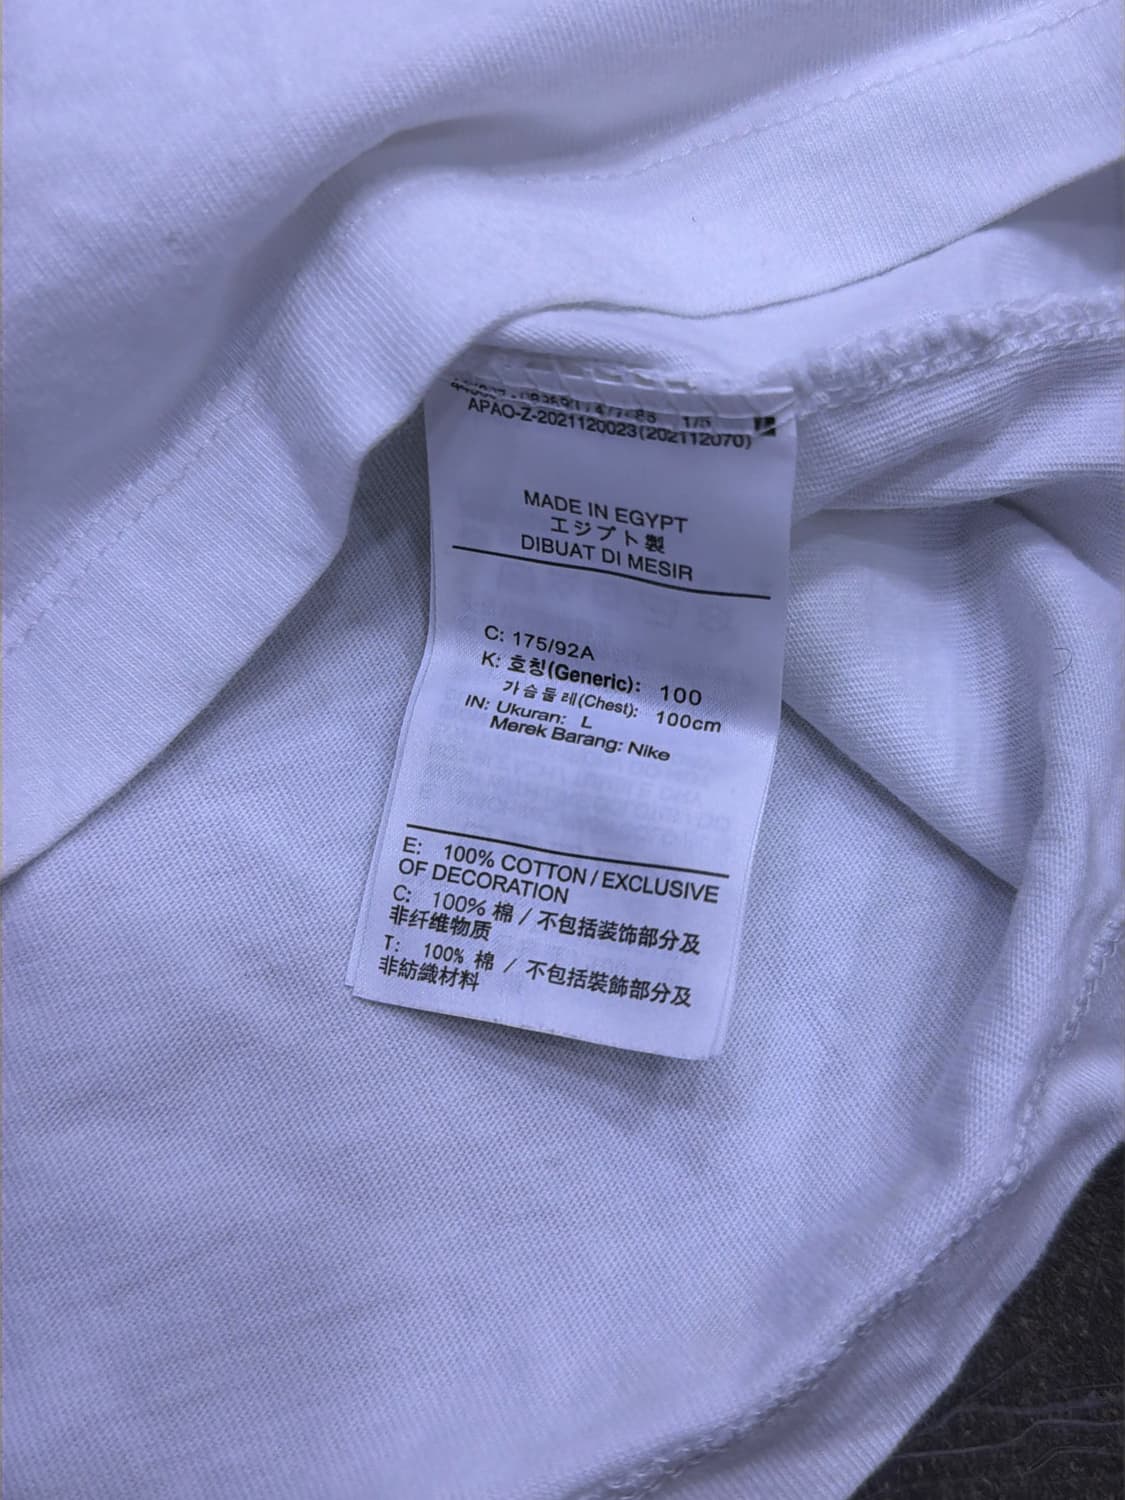 APAO-Z-2021120023(202112070)
MADE IN EGYPT
エジプト製
DIBUAT DI MESIR
C: 175/92A
K: 호칭(Generic): 100
가슴둘레(Chest): 100cm
IN: Ukuran: L
Merek Barang: Nike
E: 100% COTTON / EXCLUSIVE
OF DECORATION
C: 100% 棉 / 不包括装饰部分及
非纤维物质
T: 100% 棉 / 不包括裝飾部分及
非紡織材料